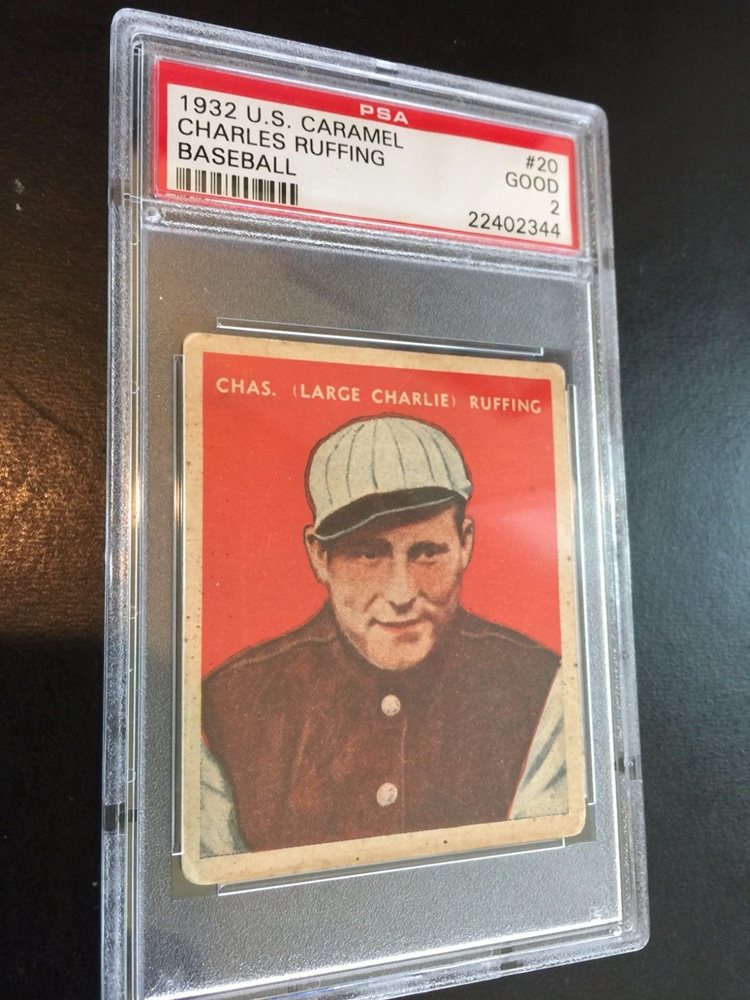 PSA
1932 U.S. CARAMEL
CHARLES RUFFING
BASEBALL
#20
GOOD
2
22402344
CHAS. (LARGE CHARLIE) RUFFING